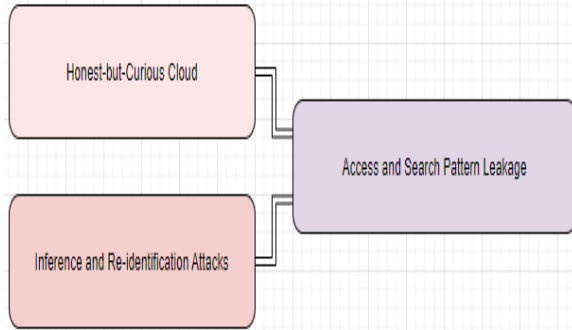 Honest-but-Curious Cloud
Access and Search Pattern Leakage
Inference and Re-identification Attacks